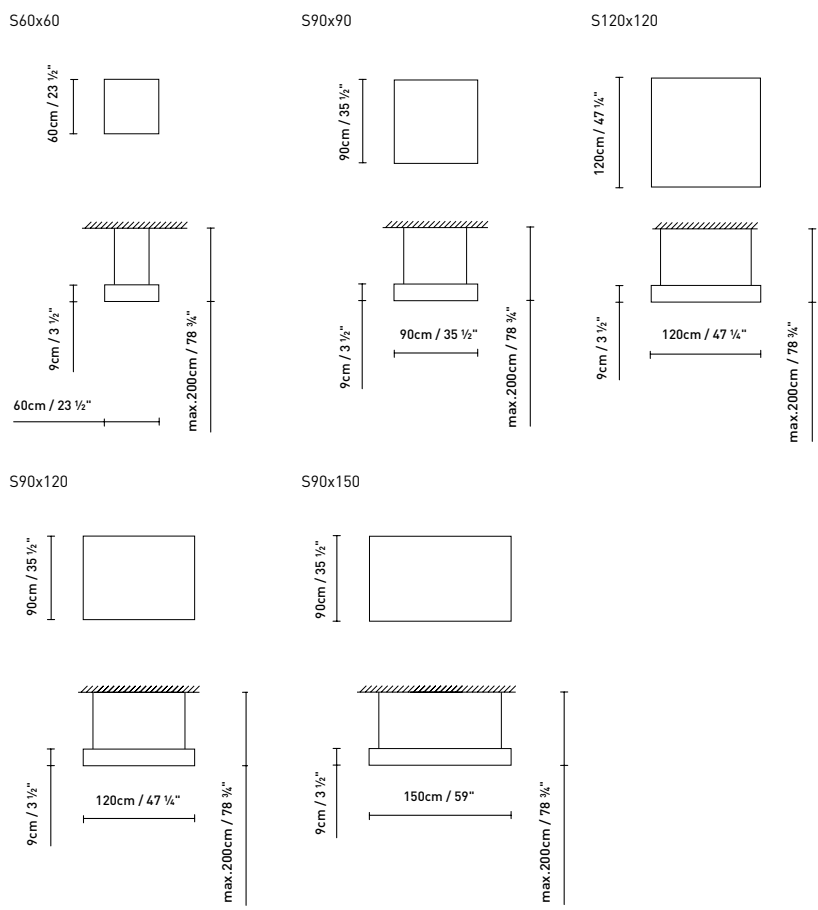 S60x60
60cm / 23 ½"
9cm / 3 ½"
max.200cm / 78 ¾"
60cm / 23 ½"
S90x90
90cm / 35 ½"
9cm / 3 ½"
90cm / 35 ½"
max.200cm / 78 ¾"
S120x120
120cm / 47 ¼"
9cm / 3 ½"
120cm / 47 ¼"
max.200cm / 78 ¾"
S90x120
90cm / 35 ½"
9cm / 3 ½"
120cm / 47 ¼"
max.200cm / 78 ¾"
S90x150
90cm / 35 ½"
9cm / 3 ½"
150cm / 59"
max.200cm / 78 ¾"